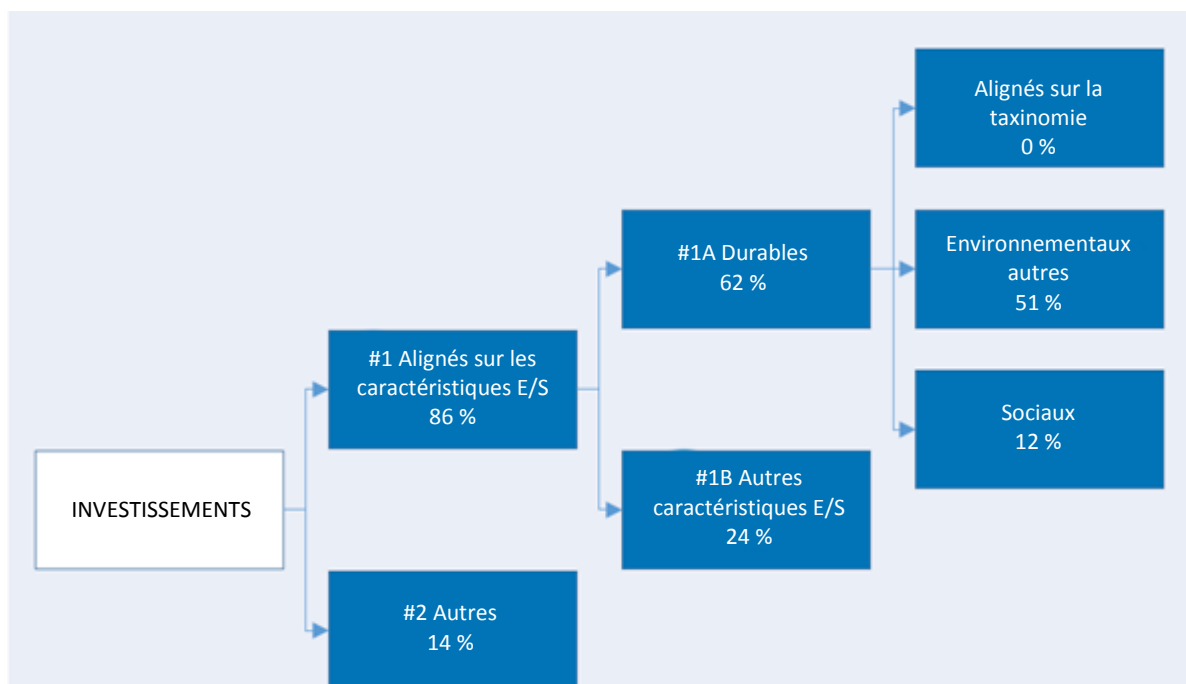 Alignés sur la
taxinomie
0 %
#1A Durables
62 %
Environnementaux
autres
51 %
#1 Alignés sur les
caractéristiques E/S
86 %
Sociaux
12 %
INVESTISSEMENTS
#1B Autres
caractéristiques E/S
24 %
#2 Autres
14 %